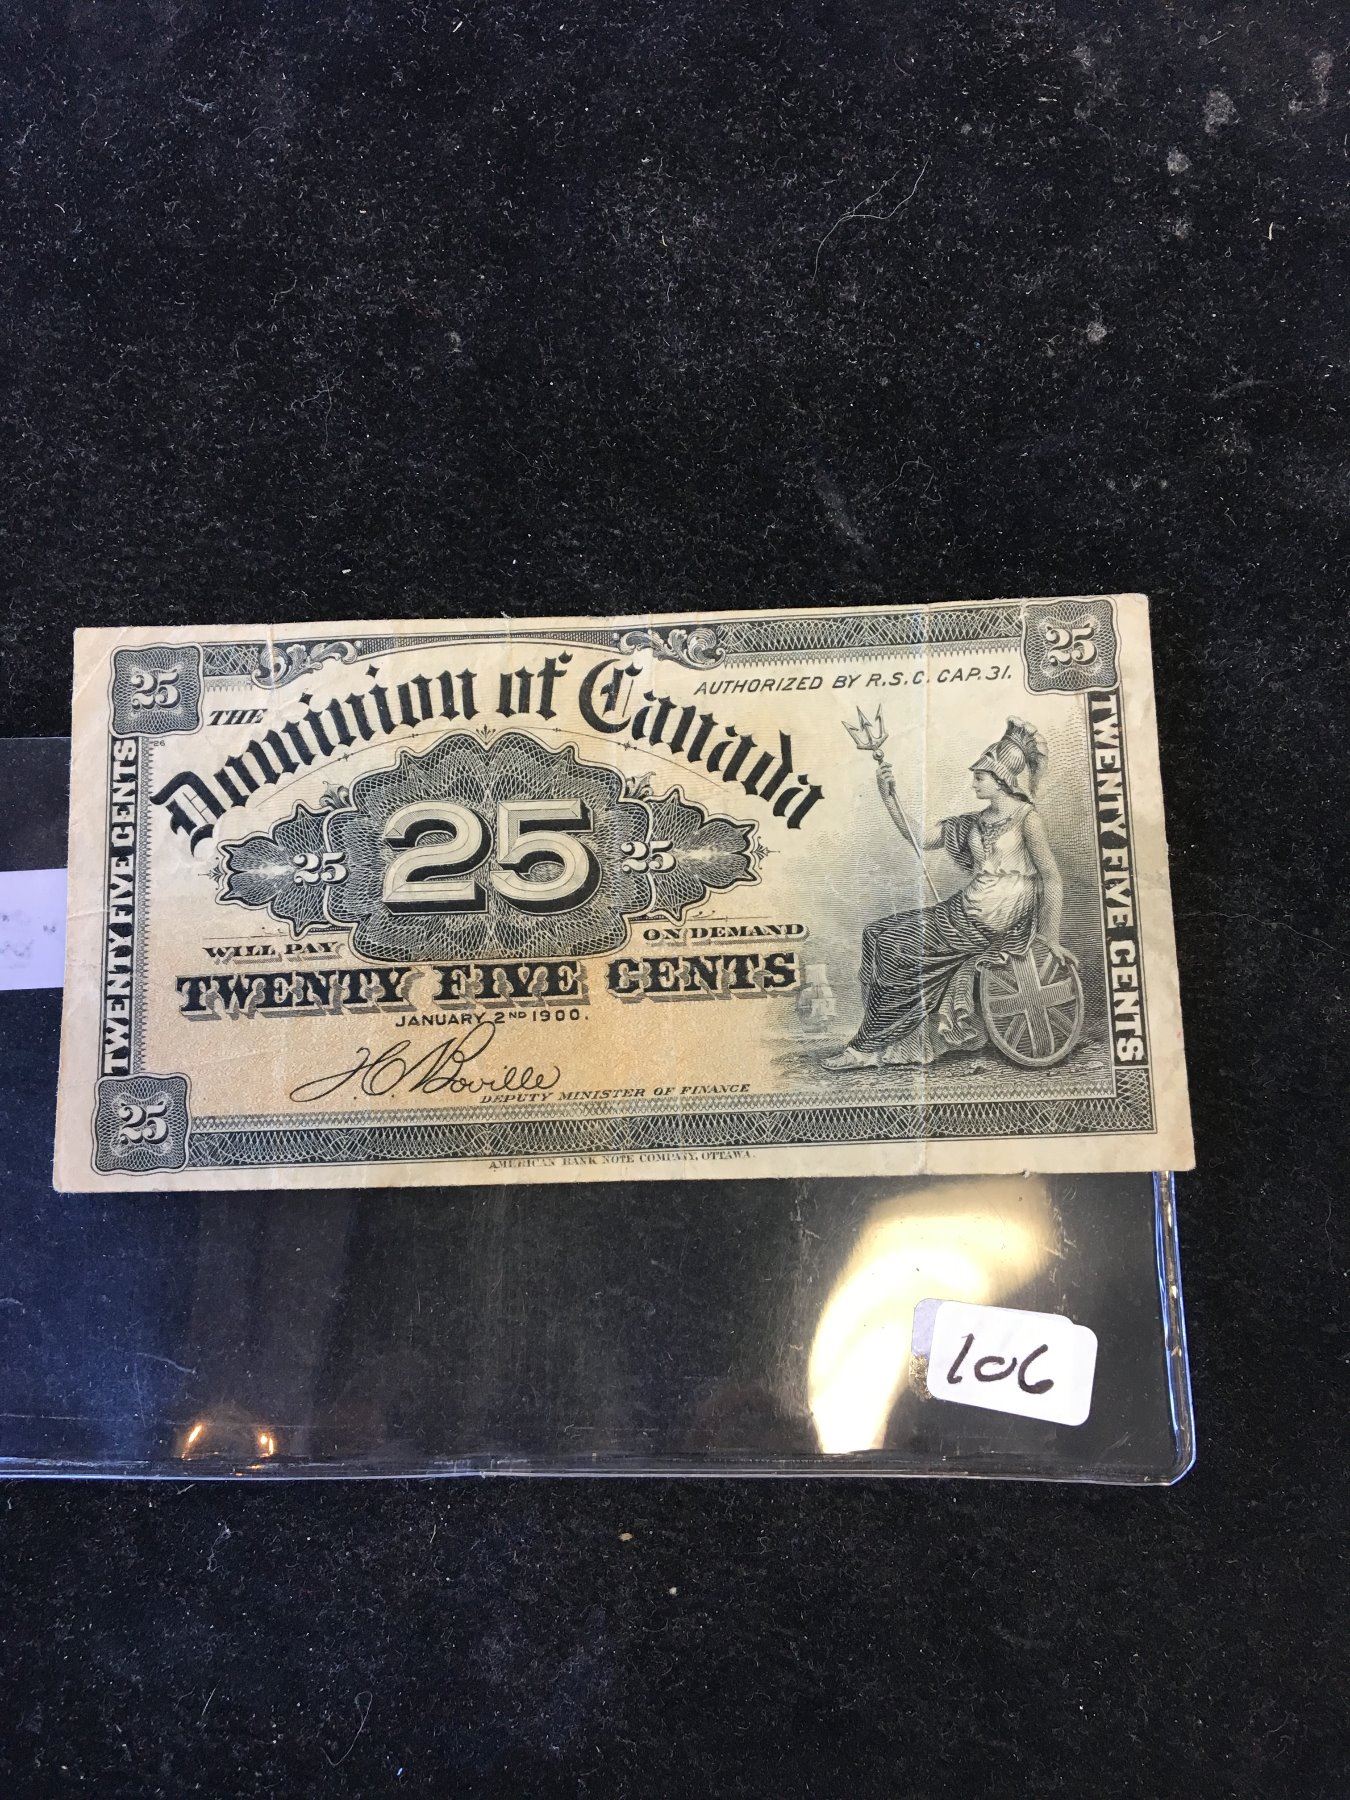 25
25
THE Dominion of Canada
AUTHORIZED BY R.S.C. CAP. 31.
26
TWENTY FIVE CENTS
TWENTY FIVE CENTS
25
25
25
WILL PAY
ON DEMAND
TWENTY FIVE CENTS
JANUARY 2ND 1900.
T.C. Boville
DEPUTY MINISTER OF FINANCE
25
AMERICAN BANK NOTE COMPANY, OTTAWA.
106